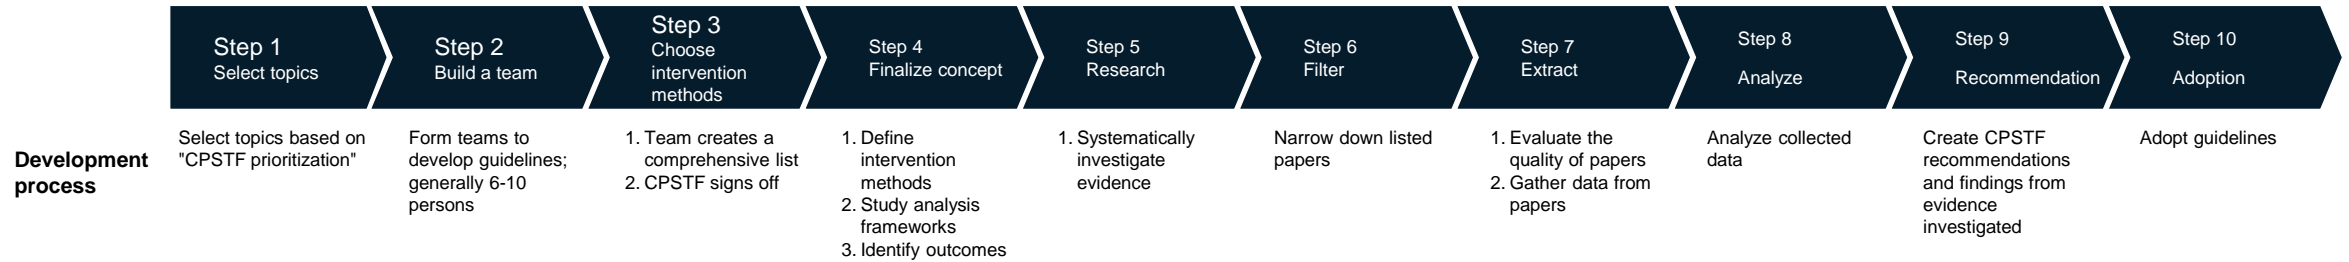 Step 1
Select topics
Step 2
Build a team
Step 3
Choose
intervention
methods
Step 4
Finalize concept
Step 5
Research
Step 6
Filter
Step 7
Extract
Step 8
Analyze
Step 9
Recommendation
Step 10
Adoption
Development
process
Select topics based on
"CPSTF prioritization"
Form teams to
develop guidelines;
generally 6-10
persons
1. Team creates a
comprehensive list
2. CPSTF signs off
1. Define
intervention
methods
2. Study analysis
frameworks
3. Identify outcomes
1. Systematically
investigate
evidence
Narrow down listed
papers
1. Evaluate the
quality of papers
2. Gather data from
papers
Analyze collected
data
Create CPSTF
recommendations
and findings from
evidence
investigated
Adopt guidelines